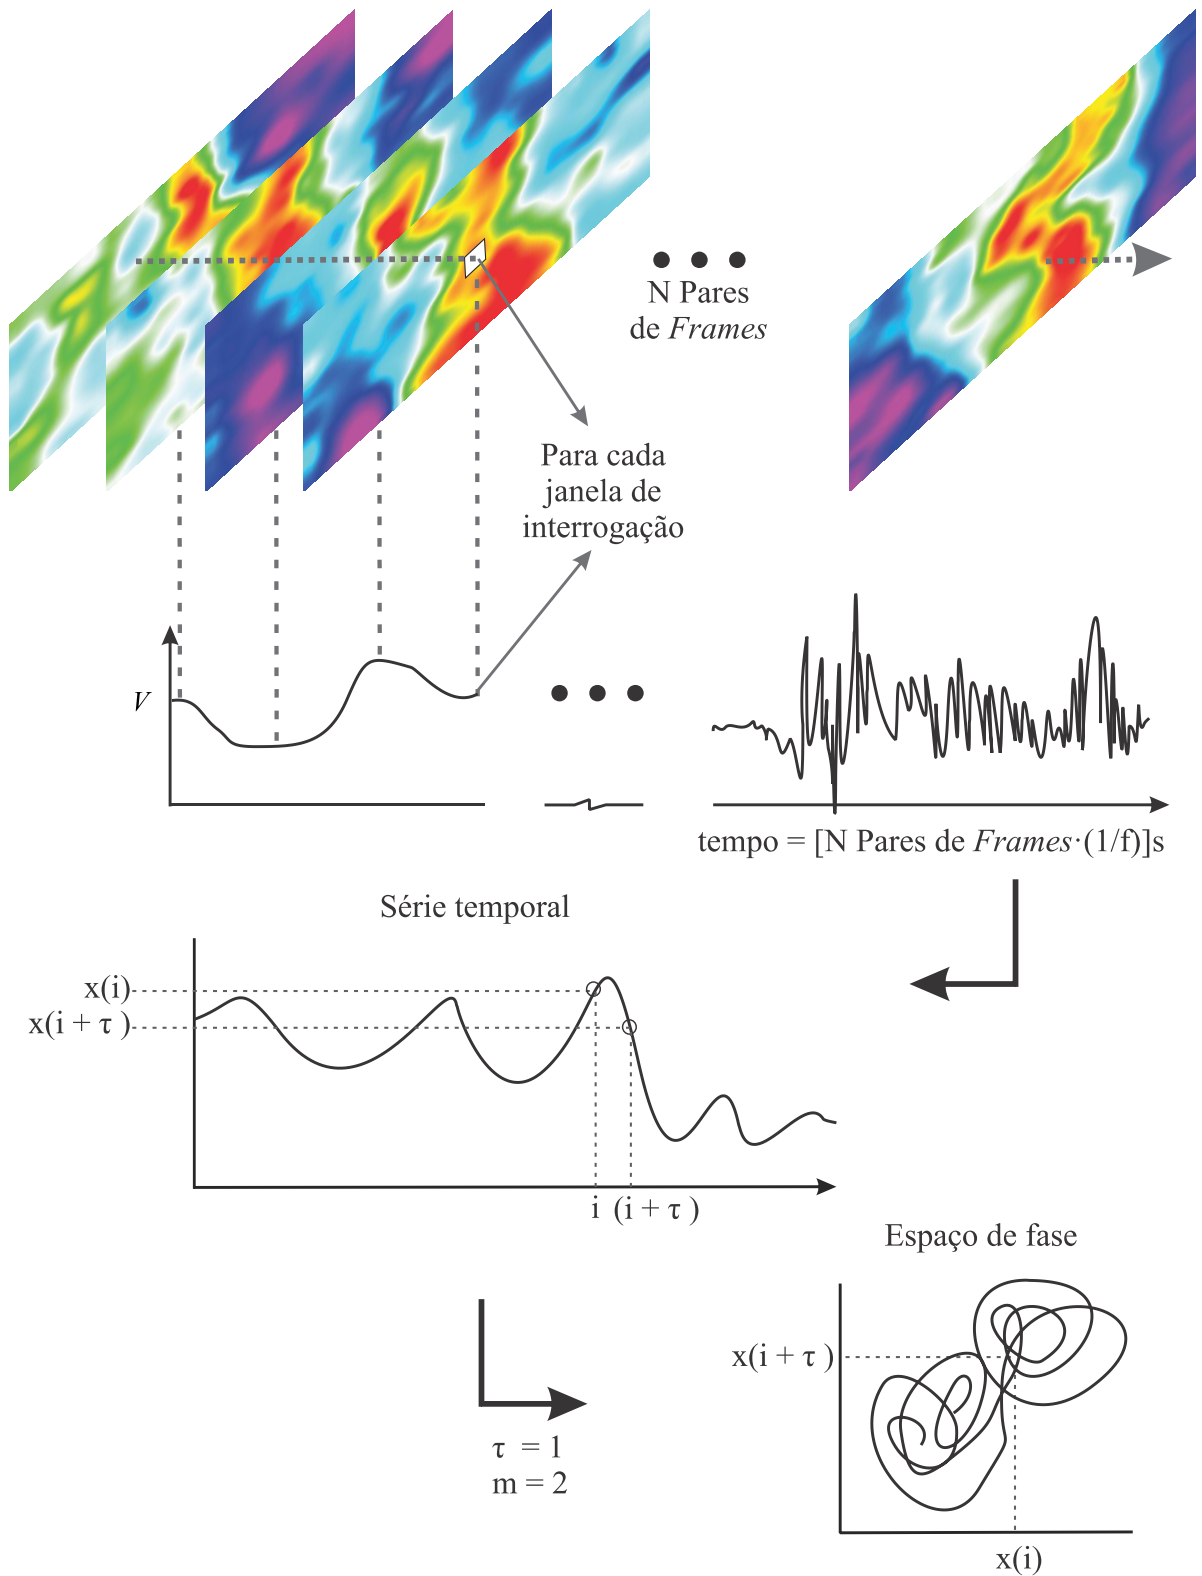 N Pares
de Frames
Para cada
janela de
interrogação
V
tempo = [N Pares de Frames·(1/f)]s
Série temporal
x(i)
x(i + τ )
i (i + τ )
Espaço de fase
x(i + τ )
τ = 1
m = 2
x(i)